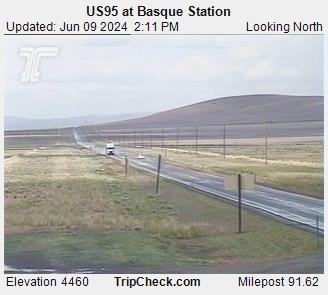 US95 at Basque Station
Updated: Jun 09 2024 2:11 PM Looking North
Elevation 4460 TripCheck.com Milepost 91.62